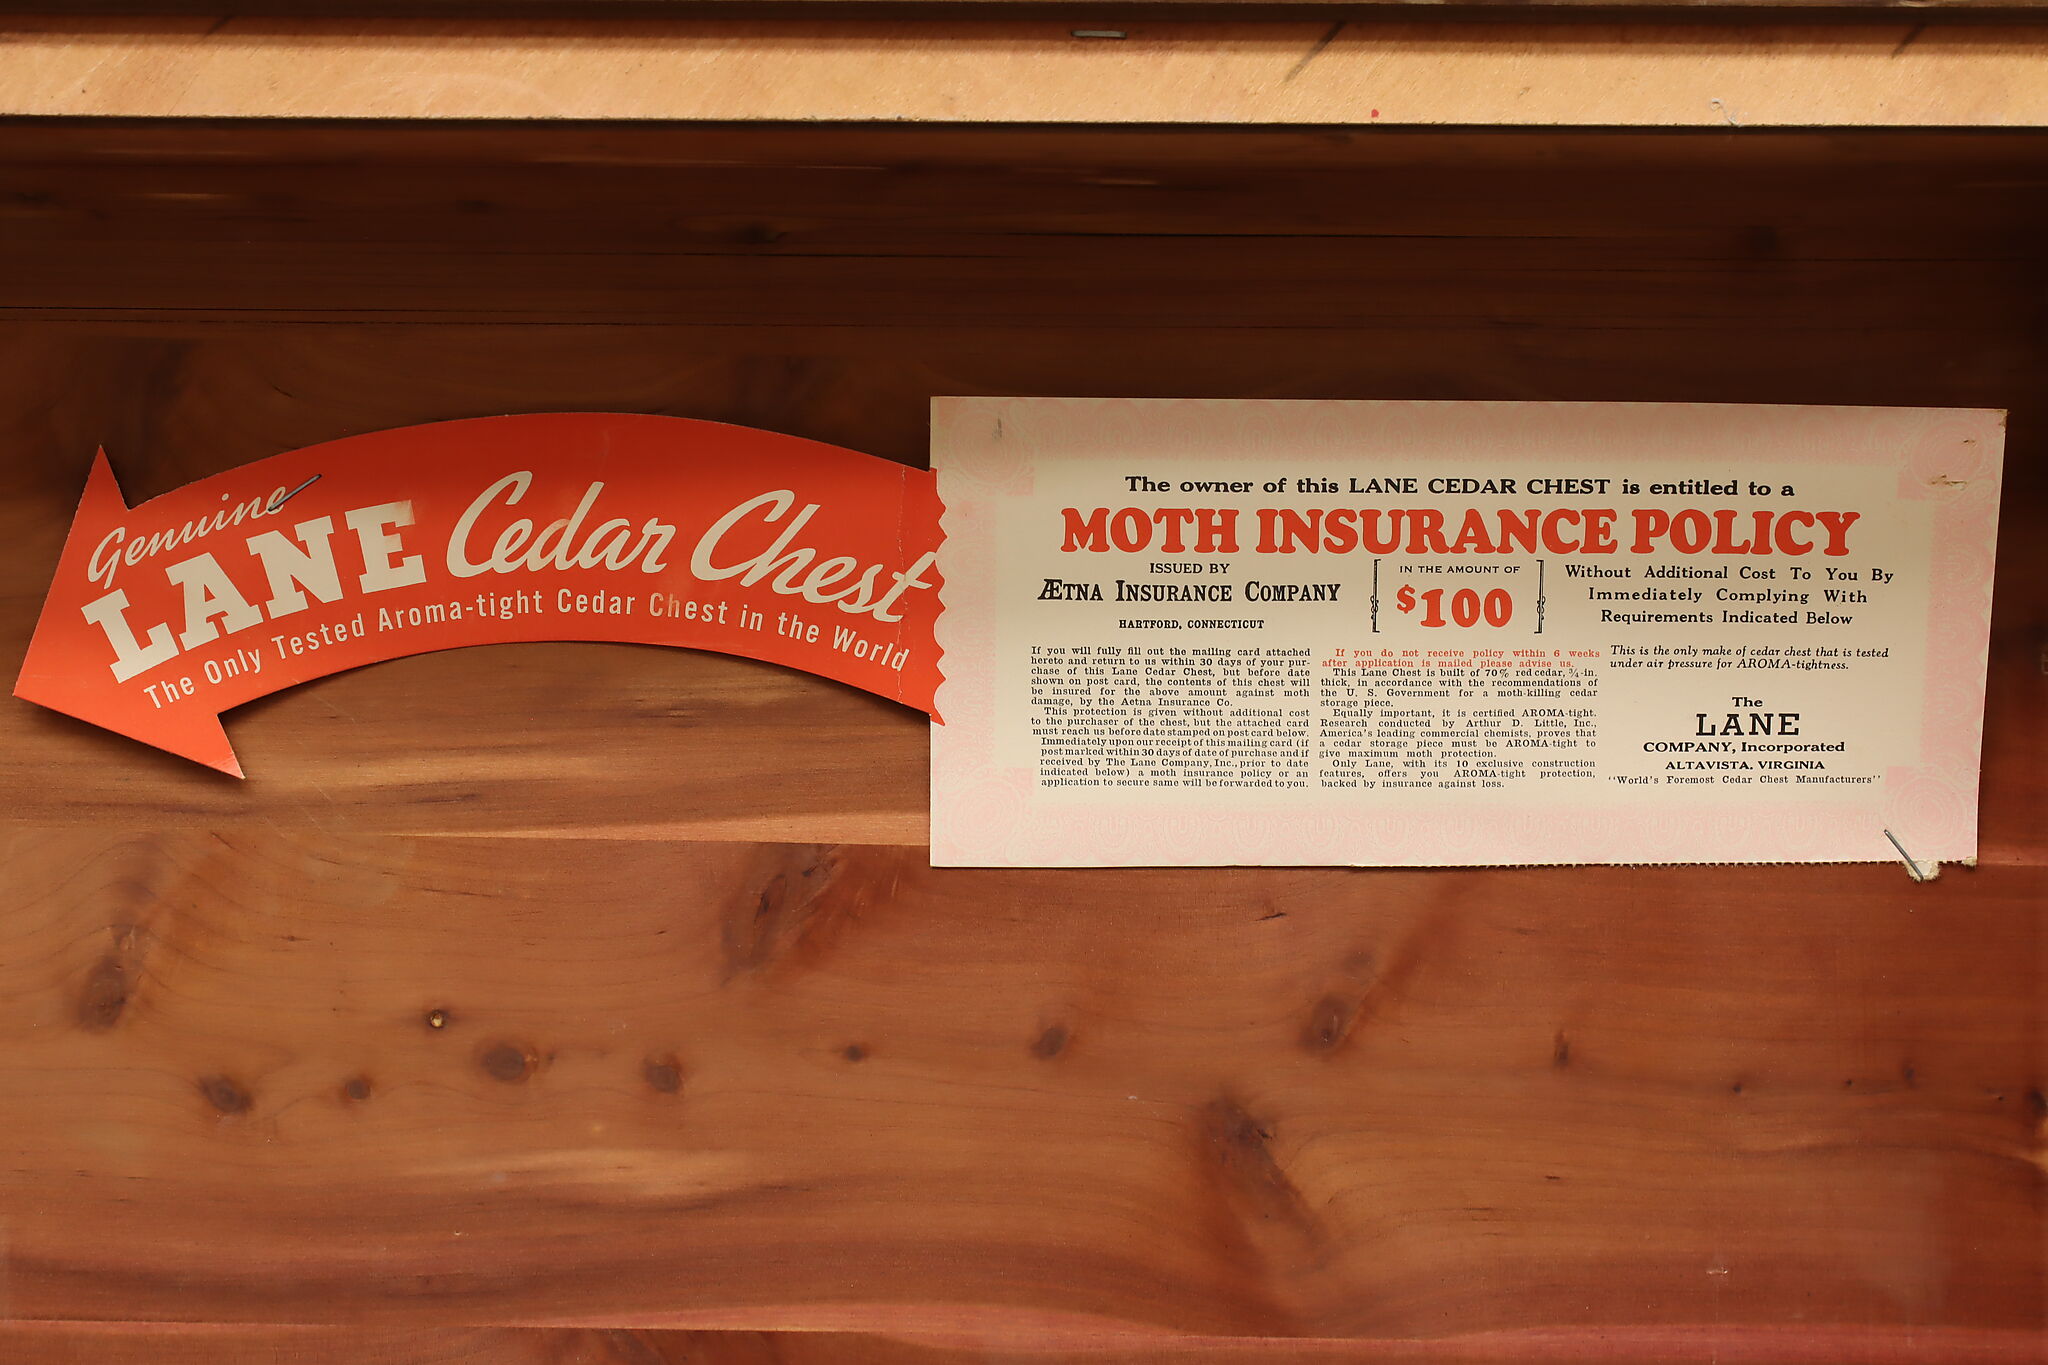 Genuine
LANE Cedar Chest
The Only Tested Aroma-tight Cedar Chest in the World
The owner of this LANE CEDAR CHEST is entitled to a
MOTH INSURANCE POLICY
ISSUED BY
ÆTNA INSURANCE COMPANY
HARTFORD, CONNECTICUT
IN THE AMOUNT OF
$100
Without Additional Cost To You By
Immediately Complying With
Requirements Indicated Below
If you will fully fill out the mailing card attached
hereto and return to us within 30 days of your pur-
chase of this Lane Cedar Chest, but before date
shown on post card, the contents of this chest will
be insured for the above amount against moth
damage, by the Aetna Insurance Co.
This protection is given without additional cost
to the purchaser of the chest, but the attached card
must reach us before date stamped on post card below.
Immediately upon our receipt of this mailing card (if
post marked within 30 days of date of purchase and if
received by The Lane Company, Inc., prior to date
indicated below) a moth insurance policy or an
application to secure same will be forwarded to you.
If you do not receive policy within 6 weeks
after application is mailed please advise us.
This Lane Chest is built of 70% red cedar, ¾-in.
thick, in accordance with the recommendations of
the U. S. Government for a moth-killing cedar
storage piece.
Equally important, it is certified AROMA-tight.
Research conducted by Arthur D. Little, Inc.,
America's leading commercial chemists, proves that
a cedar storage piece must be AROMA-tight to
give maximum moth protection.
Only Lane, with its 10 exclusive construction
features, offers you AROMA-tight protection,
backed by insurance against loss.
This is the only make of cedar chest that is tested
under air pressure for AROMA-tightness.
The
LANE
COMPANY, Incorporated
ALTAVISTA, VIRGINIA
"World's Foremost Cedar Chest Manufacturers"